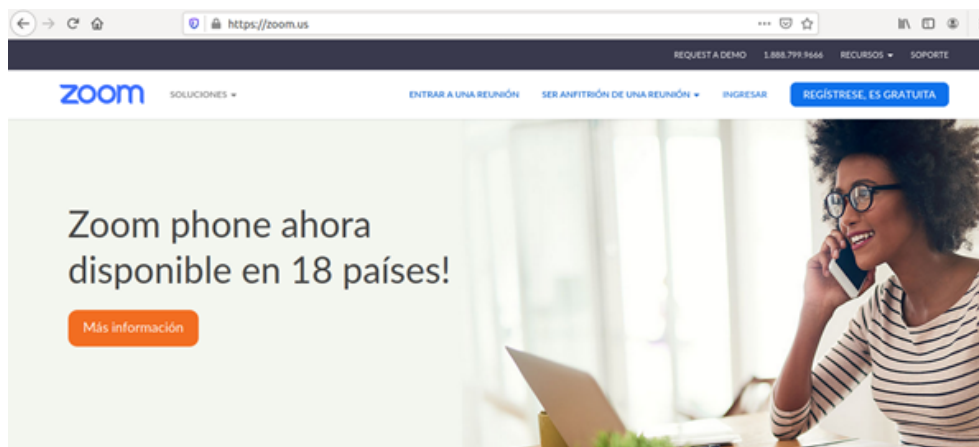 https://zoom.us
REQUEST A DEMO 1.888.799.9666 RECURSOS SOPORTE
zoom SOLUCIONES ENTRAR A UNA REUNIÓN SER ANFITRIÓN DE UNA REUNIÓN INGRESAR REGÍSTRESE, ES GRATUITA
Zoom phone ahora
disponible en 18 países!
Más información